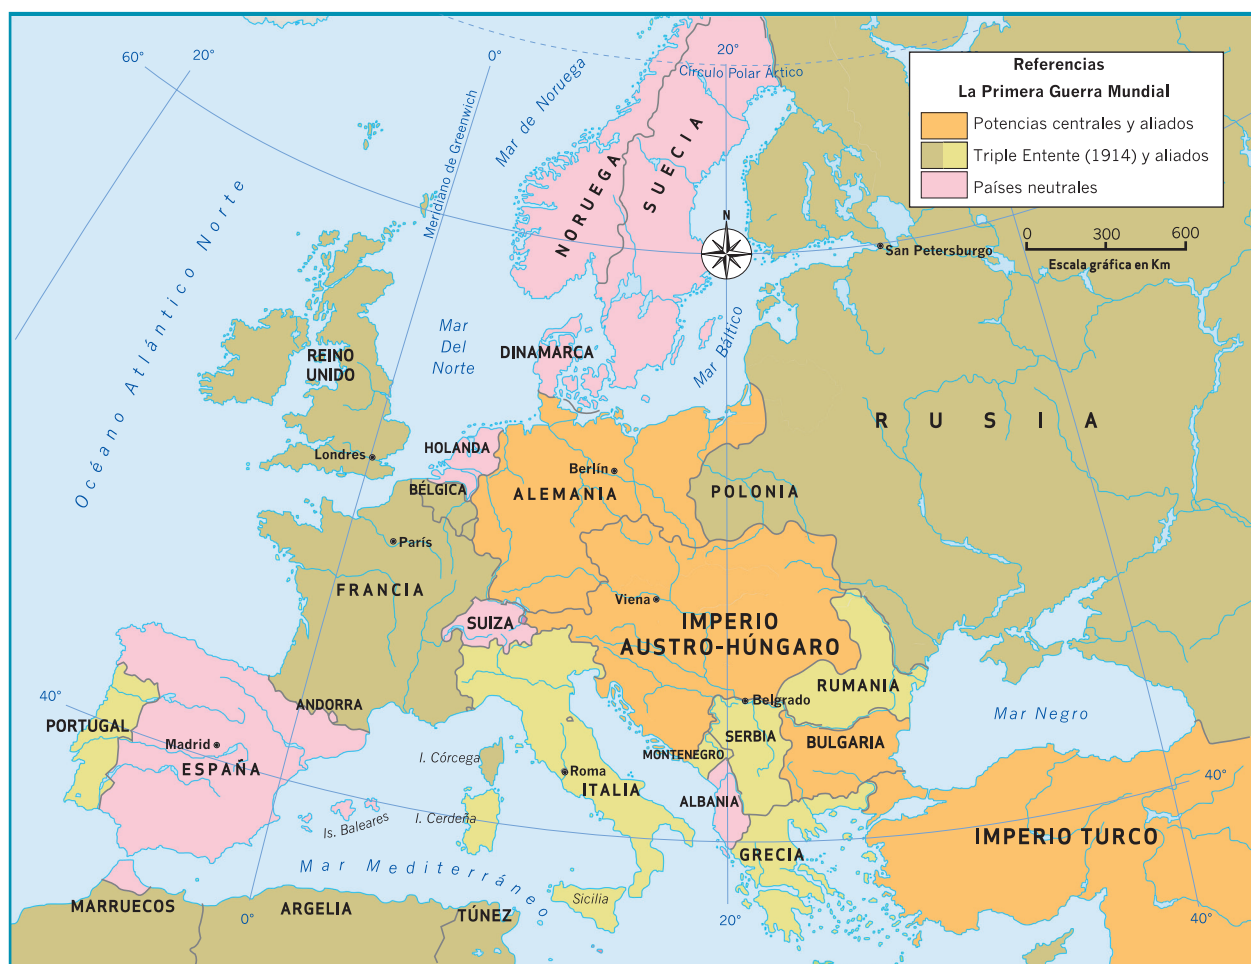 60°
20°
0°
20°
Círculo Polar Ártico
Referencias
La Primera Guerra Mundial
Potencias centrales y aliados
Triple Entente (1914) y aliados
Países neutrales
0 300 600
Escala gráfica en Km
Océano Atlántico Norte
Meridiano de Greenwich
Mar de Noruega
NORUEGA
SUECIA
N
San Petersburgo
Mar
Del
Norte
DINAMARCA
Mar Báltico
REINO
UNIDO
Londres
HOLANDA
BÉLGICA
Berlín
ALEMANIA
POLONIA
RUSIA
París
FRANCIA
SUIZA
Viena
IMPERIO
AUSTRO-HÚNGARO
RUMANIA
Belgrado
SERBIA
MONTENEGRO
BULGARIA
Mar Negro
40°
PORTUGAL
ANDORRA
Madrid
ESPAÑA
I. Córcega
Roma
ITALIA
ALBANIA
Is. Baleares
I. Cerdeña
GRECIA
IMPERIO TURCO
40°
Mar Mediterráneo
Sicilia
MARRUECOS
0°
ARGELIA
TÚNEZ
20°
40°